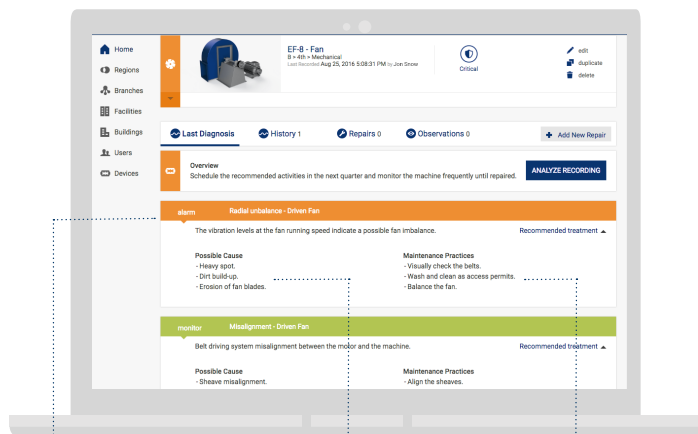 Home
Regions
Branches
Facilities
Buildings
Users
Devices
EF-8 - Fan
8 > 4th > Mechanical
Last Recorded Aug 25, 2016 5:08:31 PM by Jon Snow
Critical
edit
duplicate
delete
Last Diagnosis
History 1
Repairs 0
Observations 0
Add New Repair
Overview
Schedule the recommended activities in the next quarter and monitor the machine frequently until repaired.
ANALYZE RECORDING
alarm Radial unbalance - Driven Fan
The vibration levels at the fan running speed indicate a possible fan imbalance.
Recommended treatment
Possible Cause
- Heavy spot.
- Dirt build-up.
- Erosion of fan blades.
Maintenance Practices
- Visually check the belts.
- Wash and clean as access permits.
- Balance the fan.
monitor Misalignment - Driven Fan
Belt driving system misalignment between the motor and the machine.
Recommended treatment
Possible Cause
- Sheave misalignment.
Maintenance Practices
- Align the sheaves.